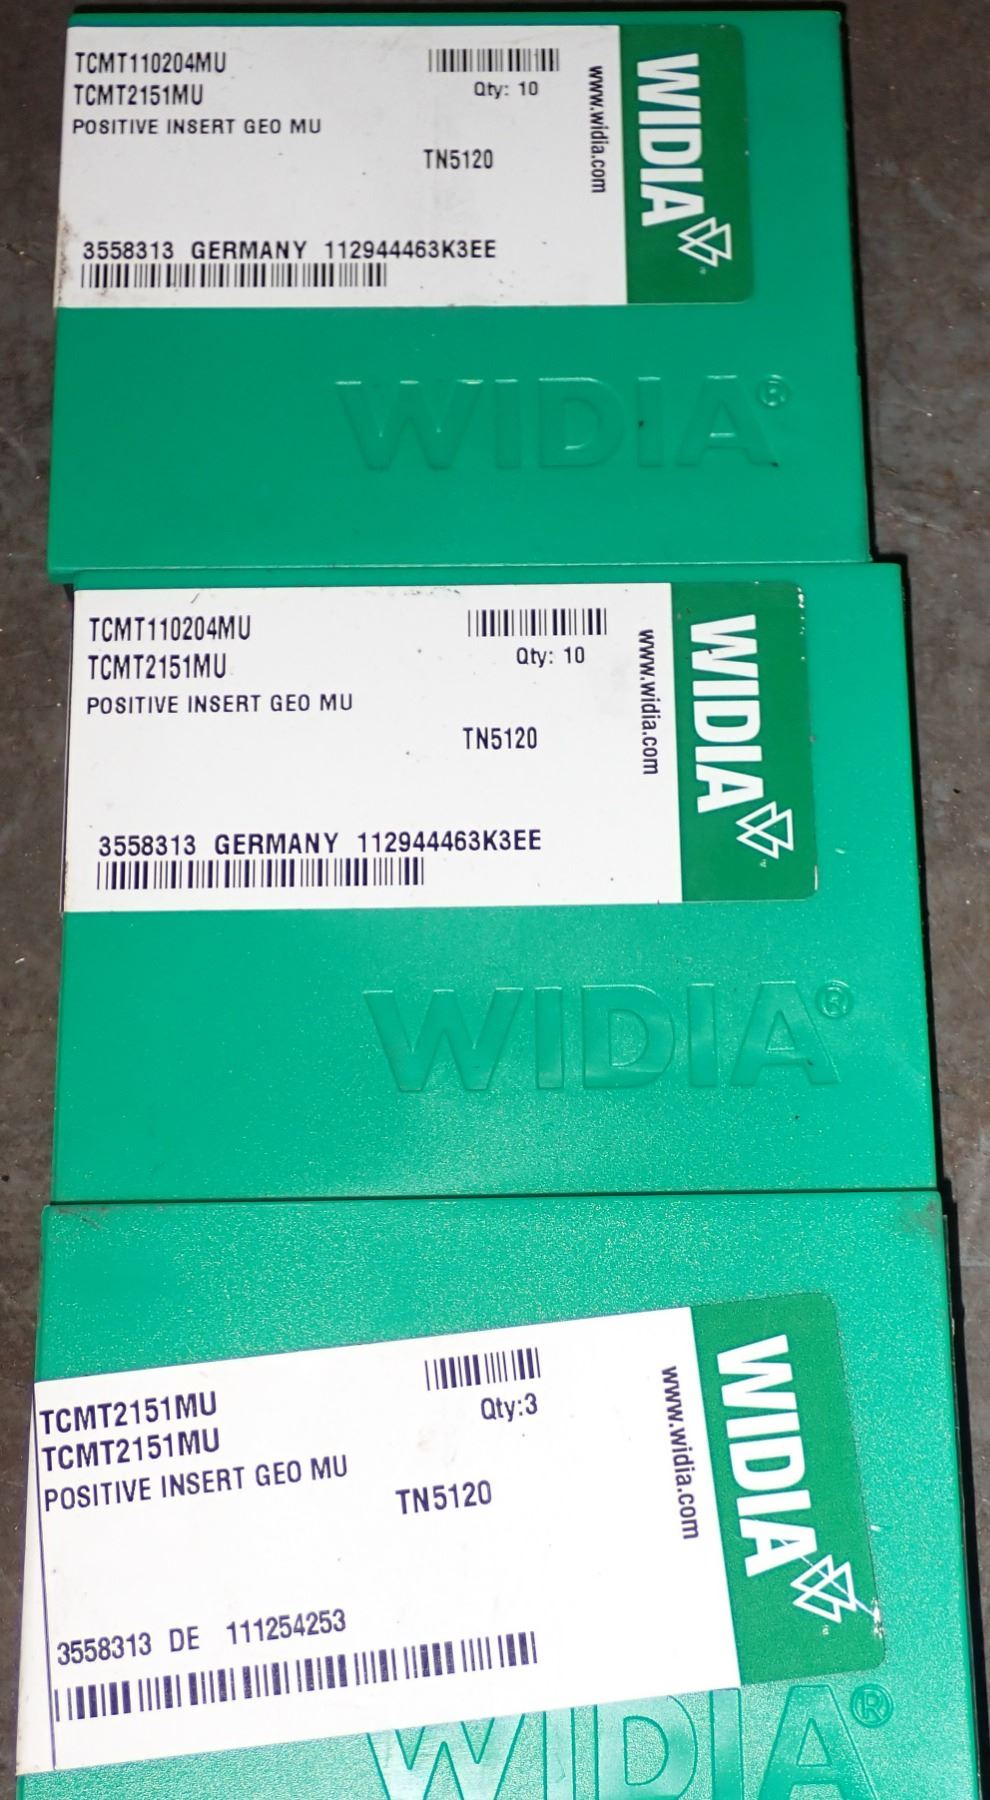 TCMT110204MU
TCMT2151MU
Qty: 10
POSITIVE INSERT GEO MU
TN5120
3558313 GERMANY 112944463K3EE
www.widia.com
WIDIA
WIDIA®
TCMT110204MU
TCMT2151MU
Qty: 10
POSITIVE INSERT GEO MU
TN5120
3558313 GERMANY 112944463K3EE
www.widia.com
WIDIA
WIDIA®
TCMT2151MU
TCMT2151MU
Qty:3
POSITIVE INSERT GEO MU
TN5120
3558313 DE 111254253
www.widia.com
WIDIA
WIDIA®